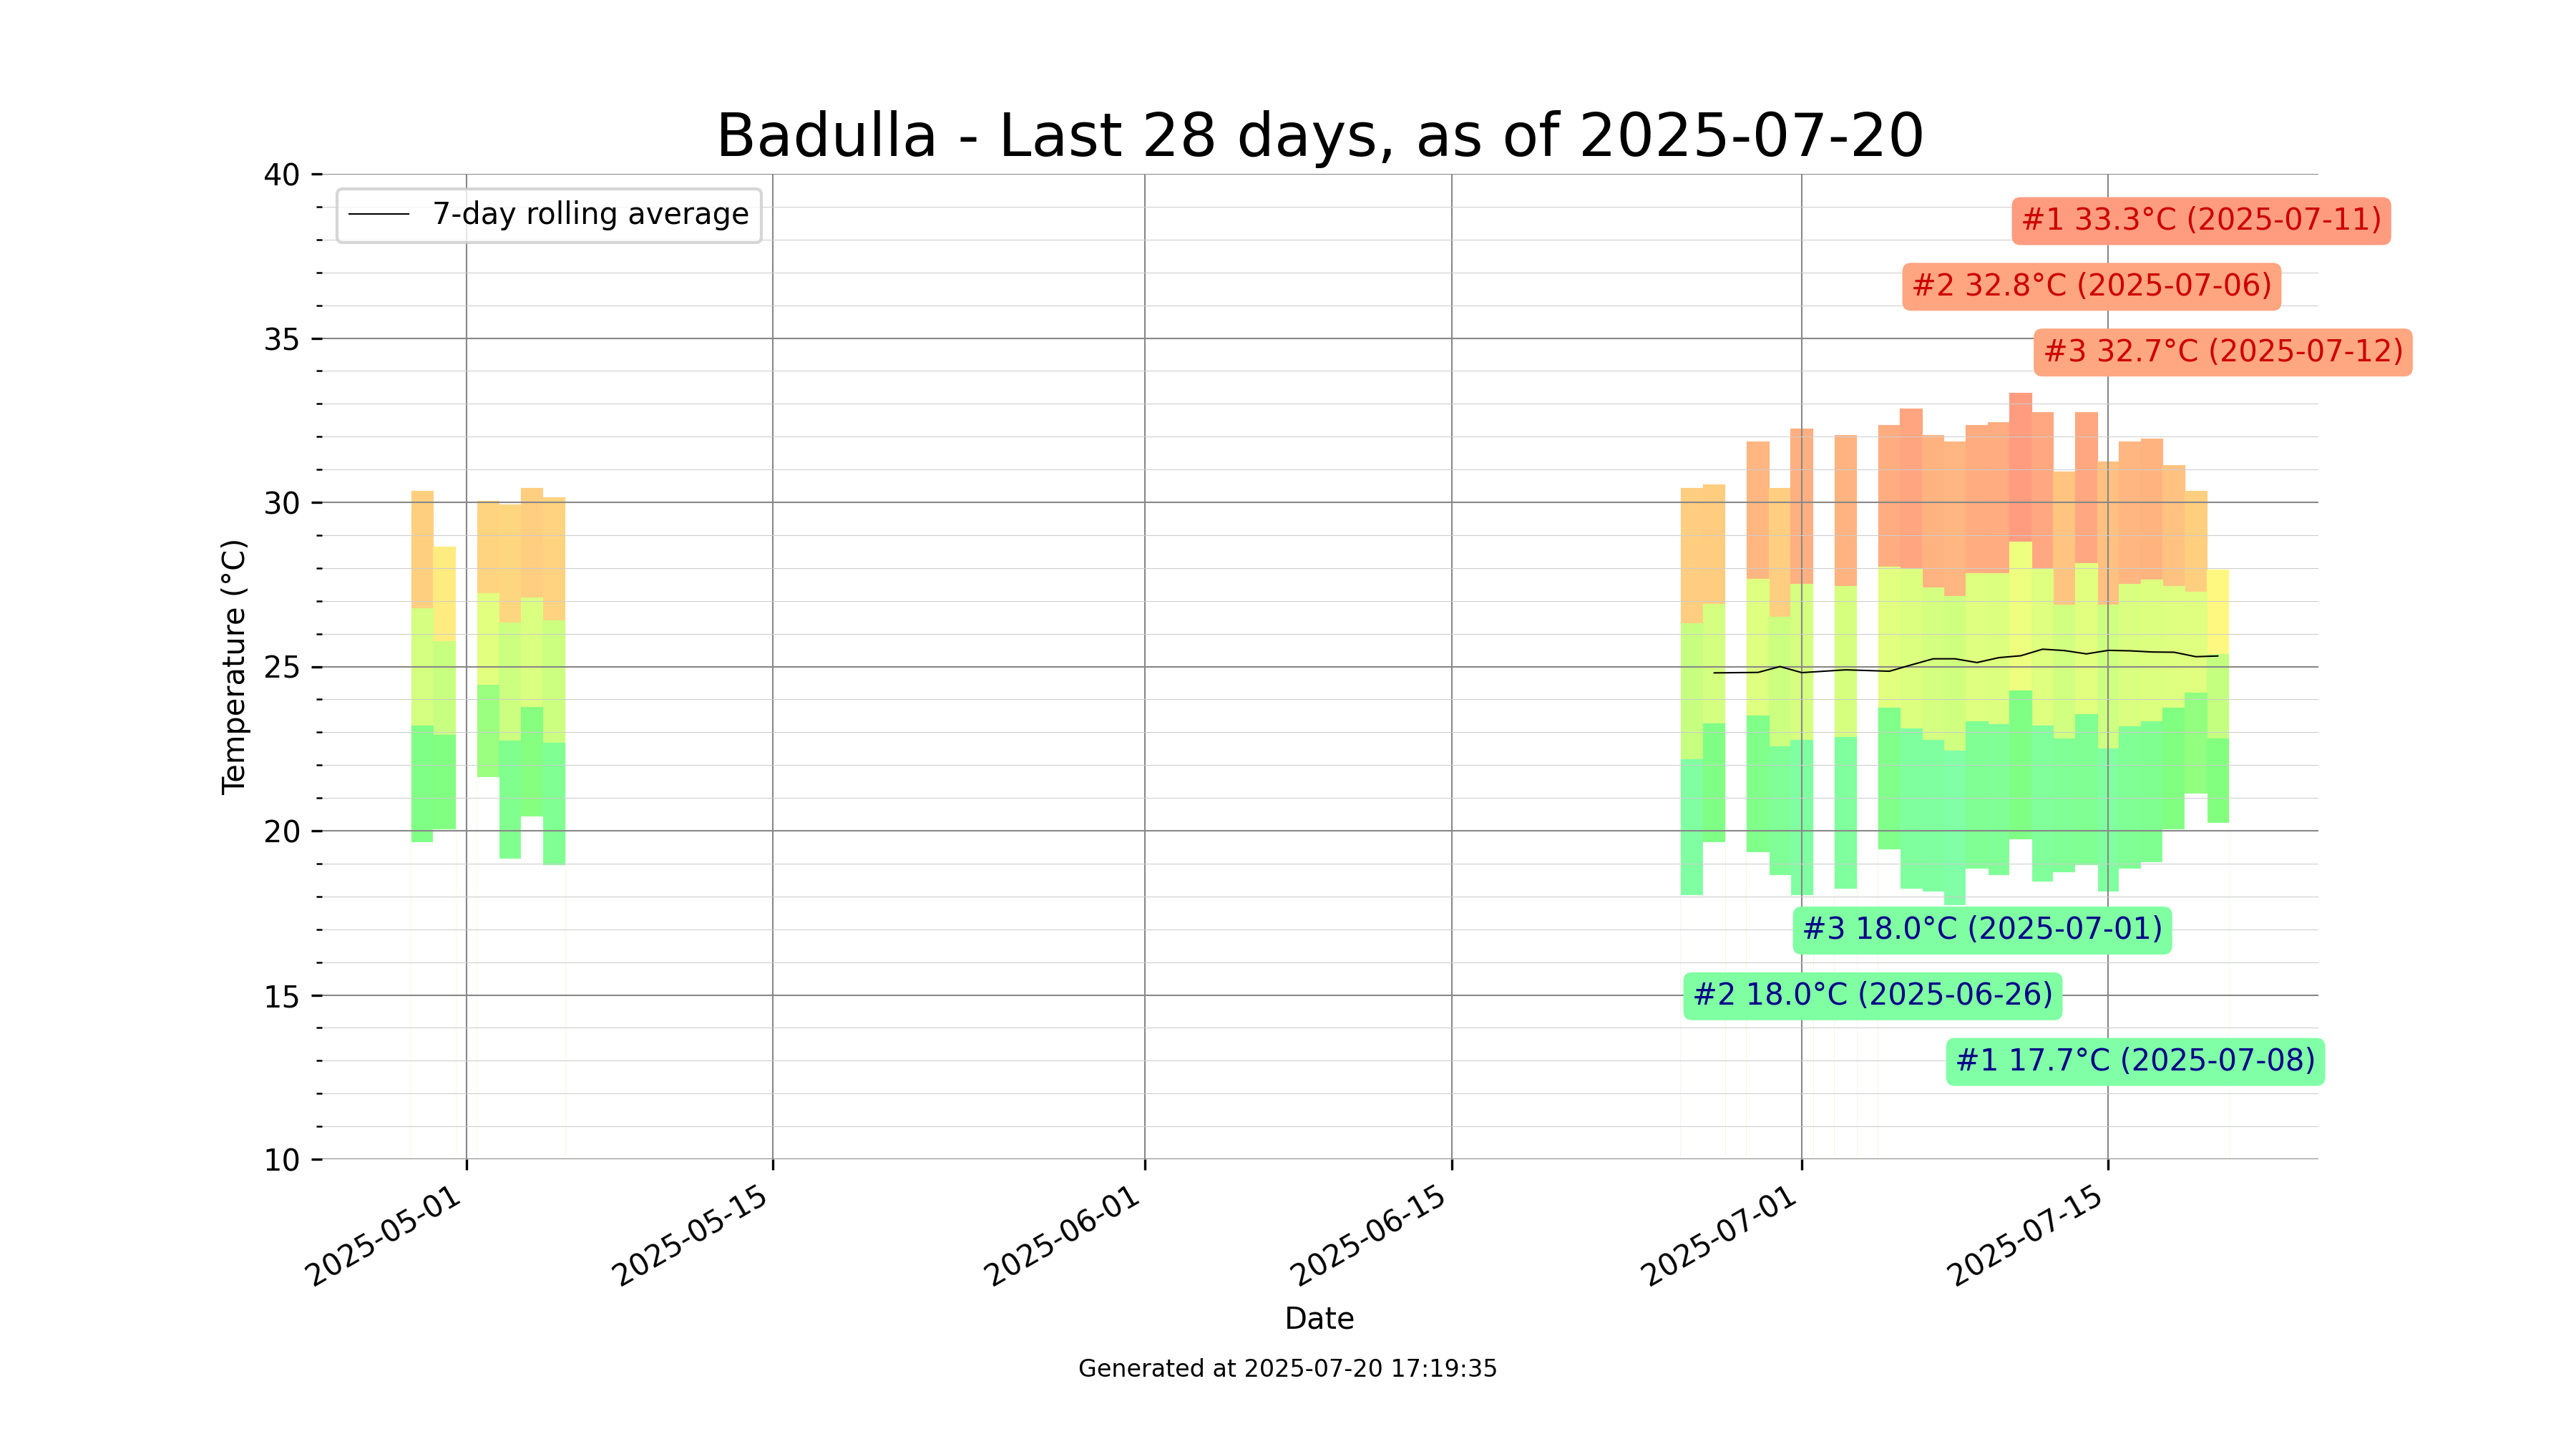 Badulla - Last 28 days, as of 2025-07-20
7-day rolling average
#1 33.3°C (2025-07-11)
#2 32.8°C (2025-07-06)
#3 32.7°C (2025-07-12)
#3 18.0°C (2025-07-01)
#2 18.0°C (2025-06-26)
#1 17.7°C (2025-07-08)
Temperature (°C)
40
35
30
25
20
15
10
2025-05-01
2025-05-15
2025-06-01
2025-06-15
2025-07-01
2025-07-15
Date
Generated at 2025-07-20 17:19:35